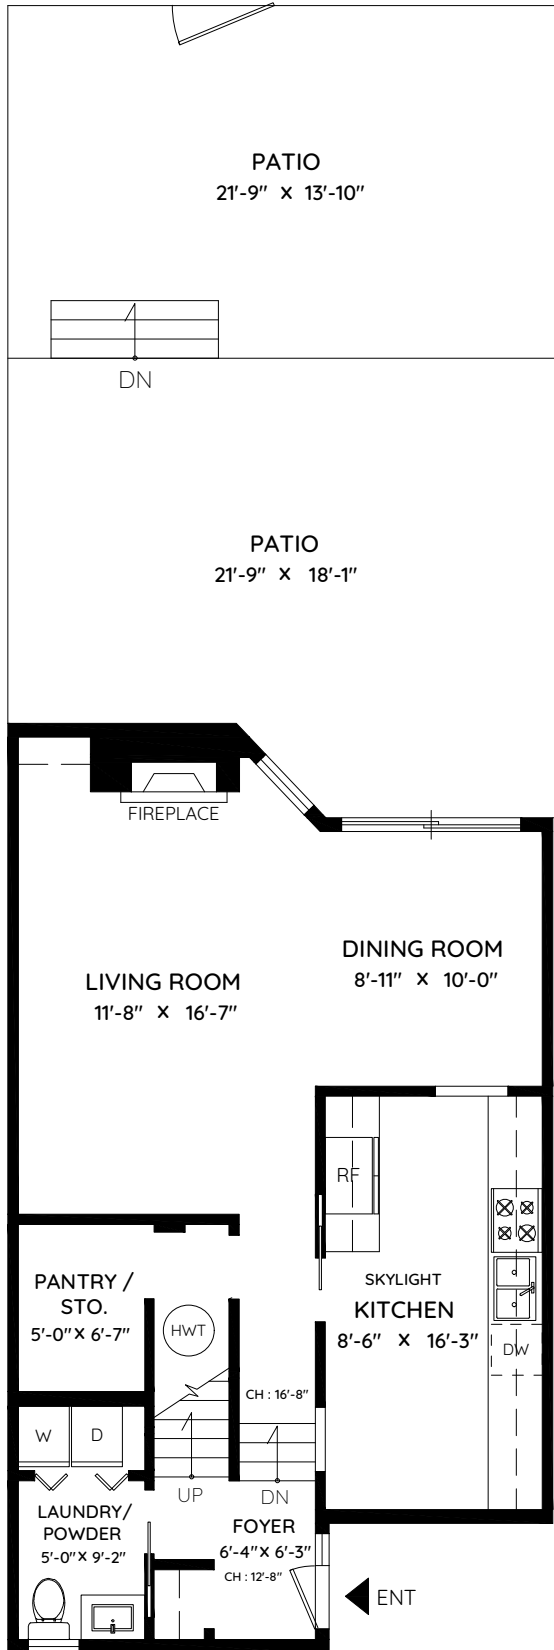 PATIO
21'-9" X 13'-10"
DN
PATIO
21'-9" X 18'-1"
FIREPLACE
DINING ROOM
8'-11" X 10'-0"
LIVING ROOM
11'-8" X 16'-7"
RF
PANTRY /
STO.
5'-0" X 6'-7"
SKYLIGHT
KITCHEN
8'-6" X 16'-3"
HWT
DW
CH : 16'-8"
W
D
UP
DN
LAUNDRY/
POWDER
5'-0" X 9'-2"
FOYER
6'-4" X 6'-3"
CH : 12'-8"
ENT